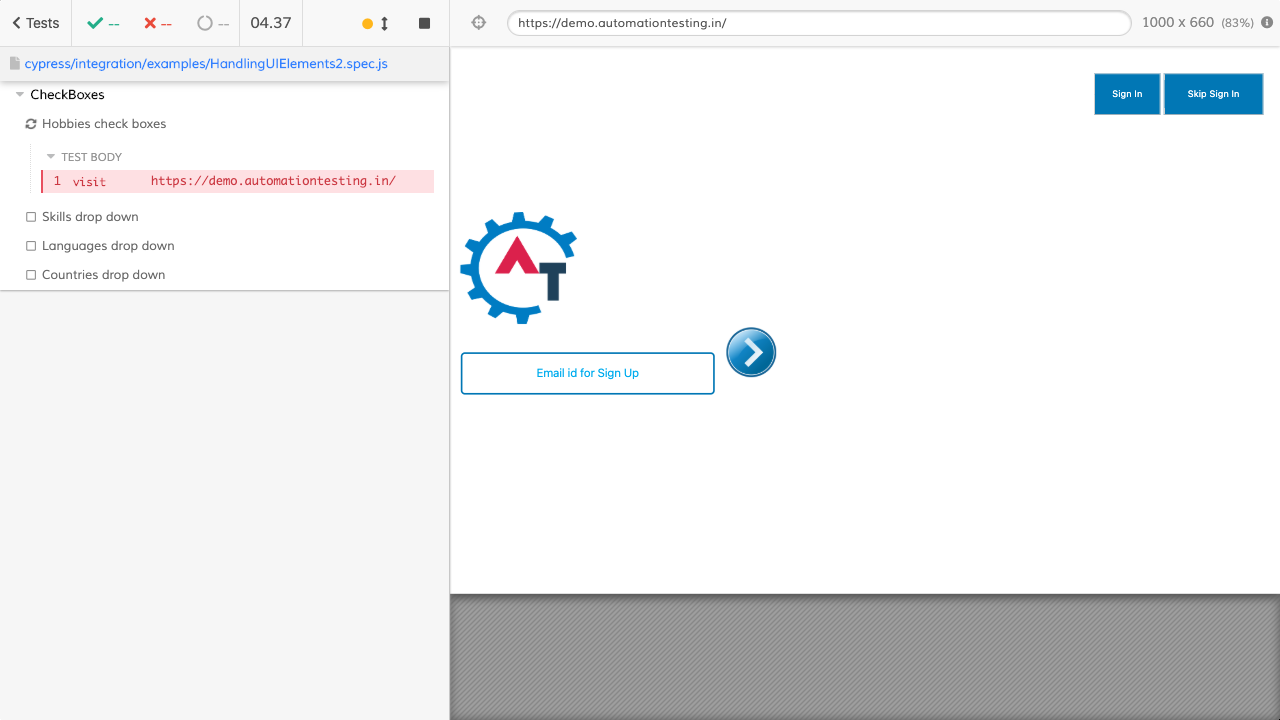 Tests -- -- -- 04.37
https://demo.automationtesting.in/ 1000 x 660 (83%)
cypress/integration/examples/HandlingUIElements2.spec.js
CheckBoxes
Hobbies check boxes
TEST BODY
1 visit https://demo.automationtesting.in/
Skills drop down
Languages drop down
Countries drop down
Sign In Skip Sign In
AT
Email id for Sign Up